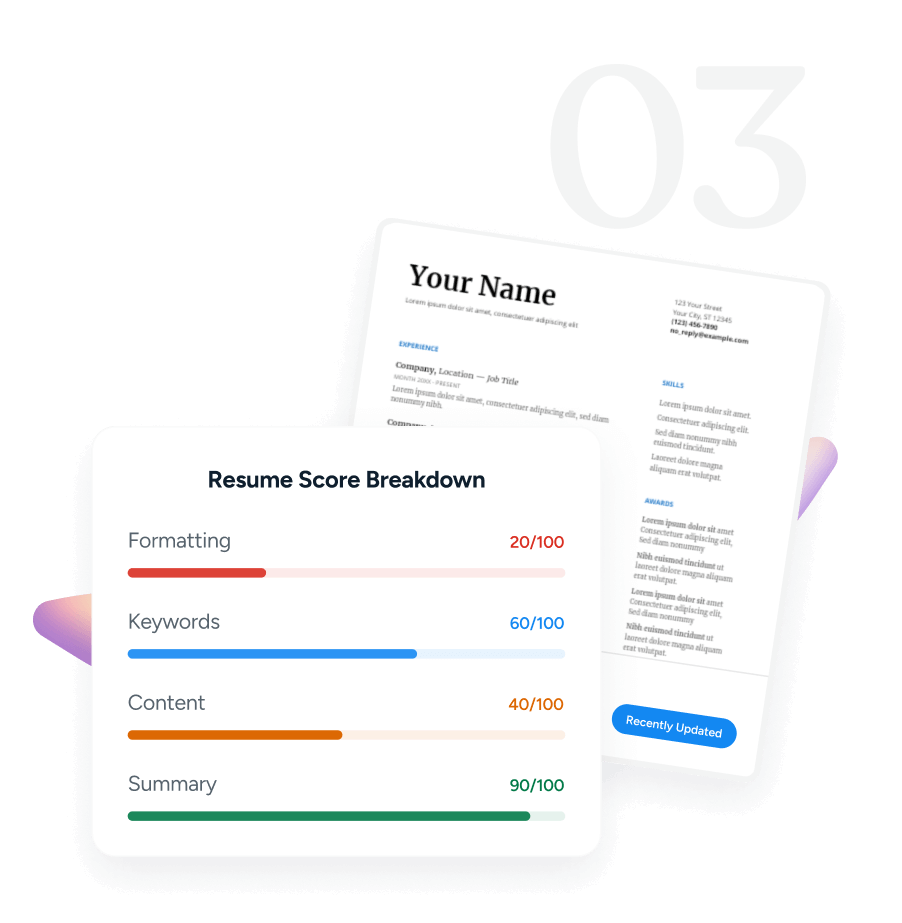 03
Your Name
Lorem ipsum dolor sit amet, consectetuer adipiscing elit
123 Your Street
Your City, ST 12345
(123) 456-7890
no_reply@example.com
EXPERIENCE
Company, Location — Job Title
MONTH 20XX - PRESENT
Lorem ipsum dolor sit amet, consectetuer adipiscing elit, sed diam
nonummy nibh.
SKILLS
Lorem ipsum dolor sit amet.
Consectetuer adipiscing elit.
Sed diam nonummy nibh
euismod tincidunt.
Laoreet dolore magna
aliquam erat volutpat.
AWARDS
Lorem ipsum dolor sit amet
Consectetuer adipiscing elit,
Sed diam nonummy
Nibh euismod tincidunt ut
laoreet dolore magna aliquam
erat volutpat.
Lorem ipsum dolor sit amet
Consectetuer adipiscing elit,
Sed diam nonummy
Nibh euismod tincidunt ut
laoreet dolore magna aliquam
erat volutpat.
Recently Updated
Resume Score Breakdown
Formatting 20/100
Keywords 60/100
Content 40/100
Summary 90/100